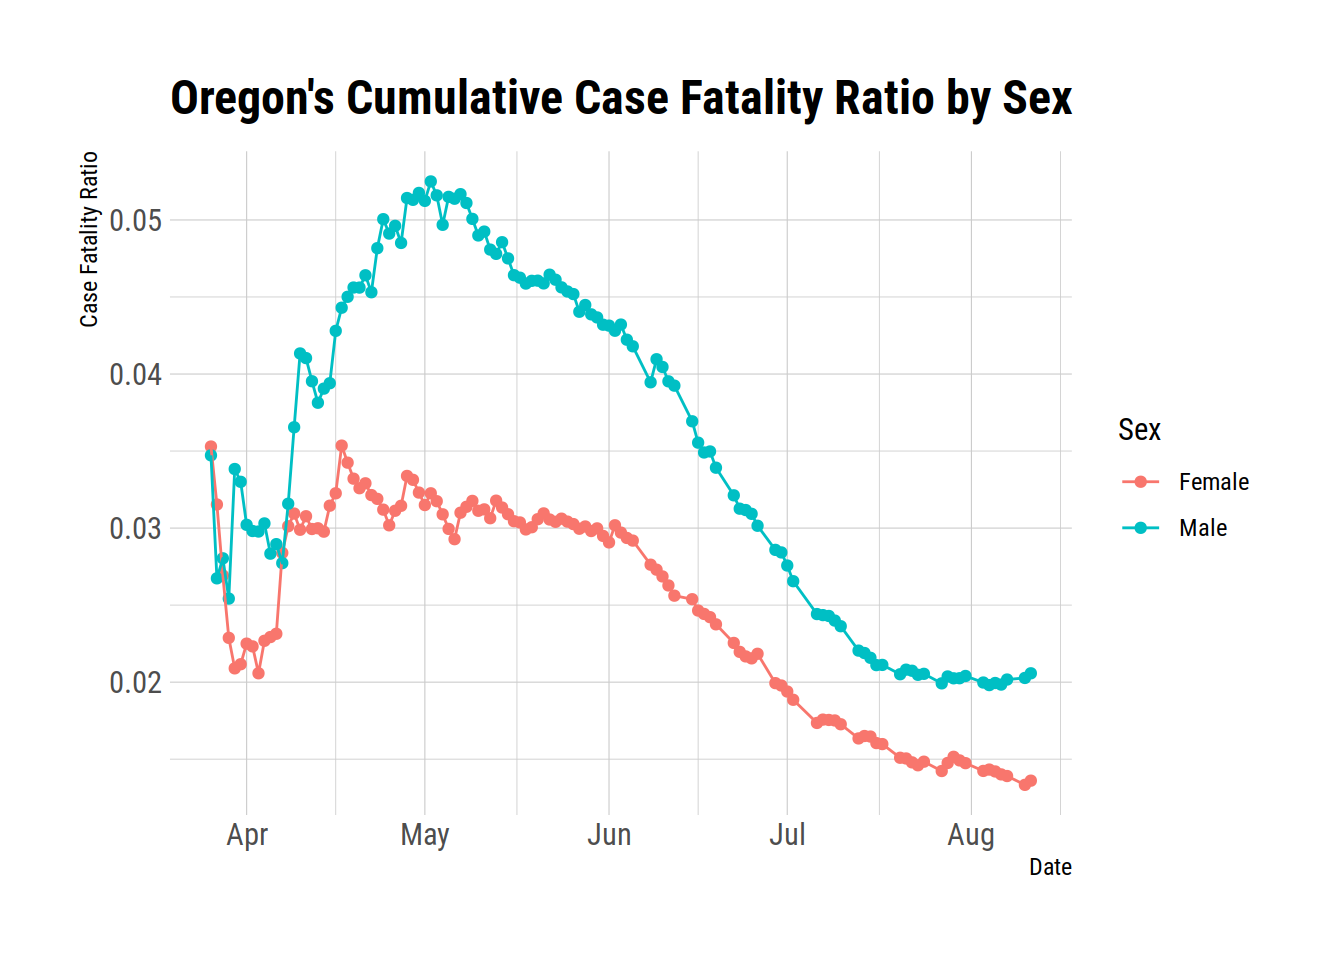 Oregon's Cumulative Case Fatality Ratio by Sex
Case Fatality Ratio
0.05
0.04
0.03
0.02
Apr May Jun Jul Aug
Date
Sex
Female
Male